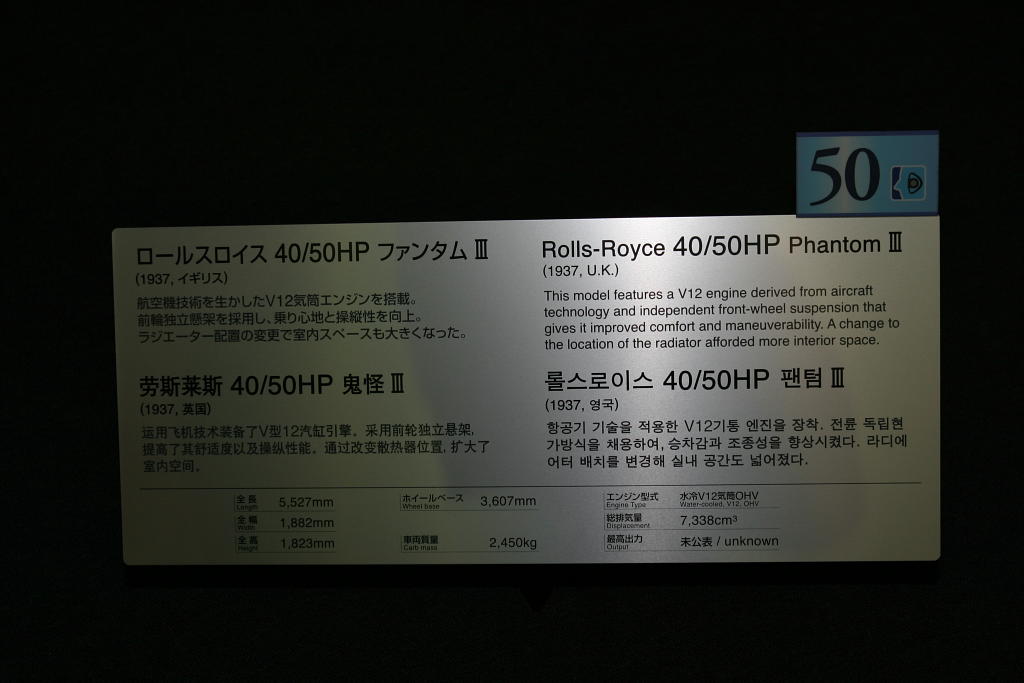 50
ロールスロイス 40/50HP ファンタム Ⅲ
(1937, イギリス)
航空機技術を生かしたV12気筒エンジンを搭載。
前輪独立懸架を採用し、乗り心地と操縦性を向上。
ラジエーター配置の変更で室内スペースも大きくなった。
Rolls-Royce 40/50HP Phantom Ⅲ
(1937, U.K.)
This model features a V12 engine derived from aircraft
technology and independent front-wheel suspension that
gives it improved comfort and maneuverability. A change to
the location of the radiator afforded more interior space.
劳斯莱斯 40/50HP 鬼怪 Ⅲ
(1937, 英国)
运用飞机技术装备了V型12汽缸引擎。采用前轮独立悬架,
提高了其舒适度以及操纵性能。通过改变散热器位置, 扩大了
室内空间。
롤스로이스 40/50HP 팬텀 Ⅲ
(1937, 영국)
항공기 기술을 적용한 V12기통 엔진을 장착. 전륜 독립현
가방식을 채용하여, 승차감과 조종성을 향상시켰다. 라디에
어터 배치를 변경해 실내 공간도 넓어졌다.
全長 Length 5,527mm
全幅 Width 1,882mm
全高 Height 1,823mm
ホイールベース Wheel base 3,607mm
車両質量 Carb mass 2,450kg
エンジン型式 Engine Type 水冷V12気筒OHV Water-cooled, V12, OHV
総排気量 Displacement 7,338cm³
最高出力 Output 未公表 / unknown